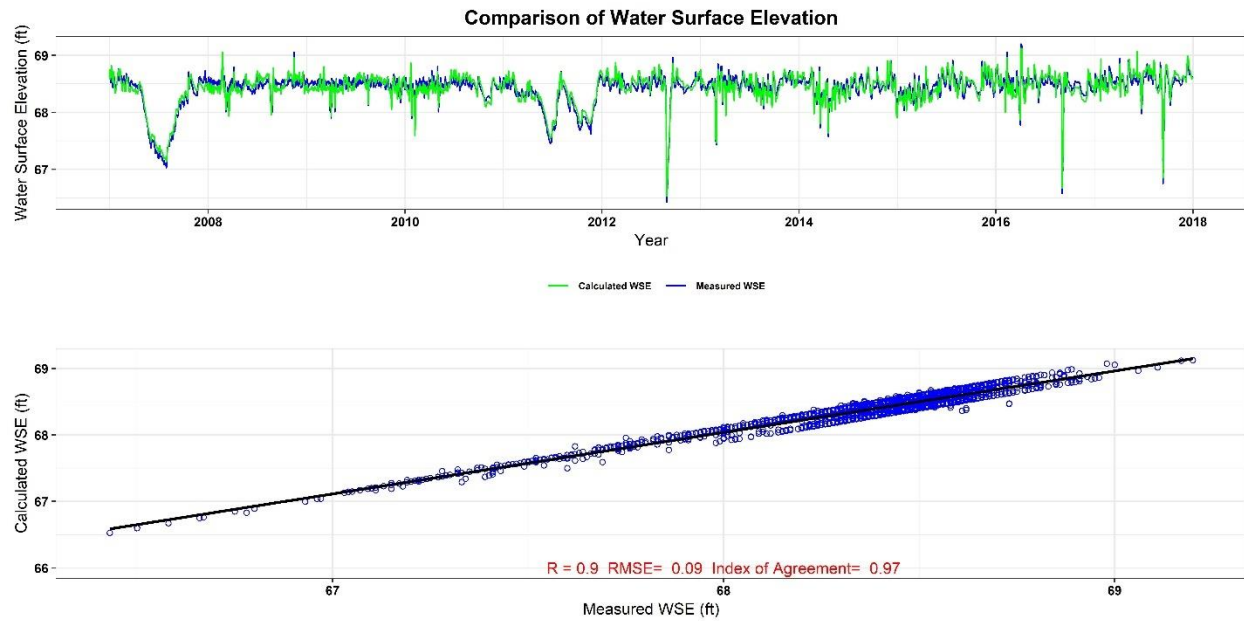 Comparison of Water Surface Elevation
Water Surface Elevation (ft)
69
68
67
2008 2010 2012 2014 2016 2018
Year
Calculated WSE Measured WSE
Calculated WSE (ft)
69
68
67
66
R = 0.9 RMSE= 0.09 Index of Agreement= 0.97
67 68 69
Measured WSE (ft)